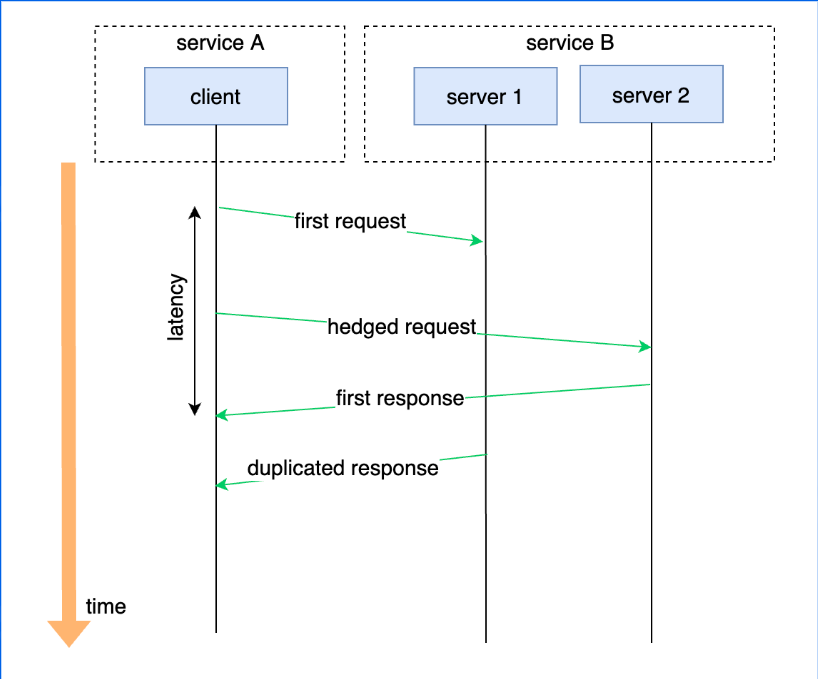 service A
service B
client
server 1
server 2
first request
latency
hedged request
first response
duplicated response
time